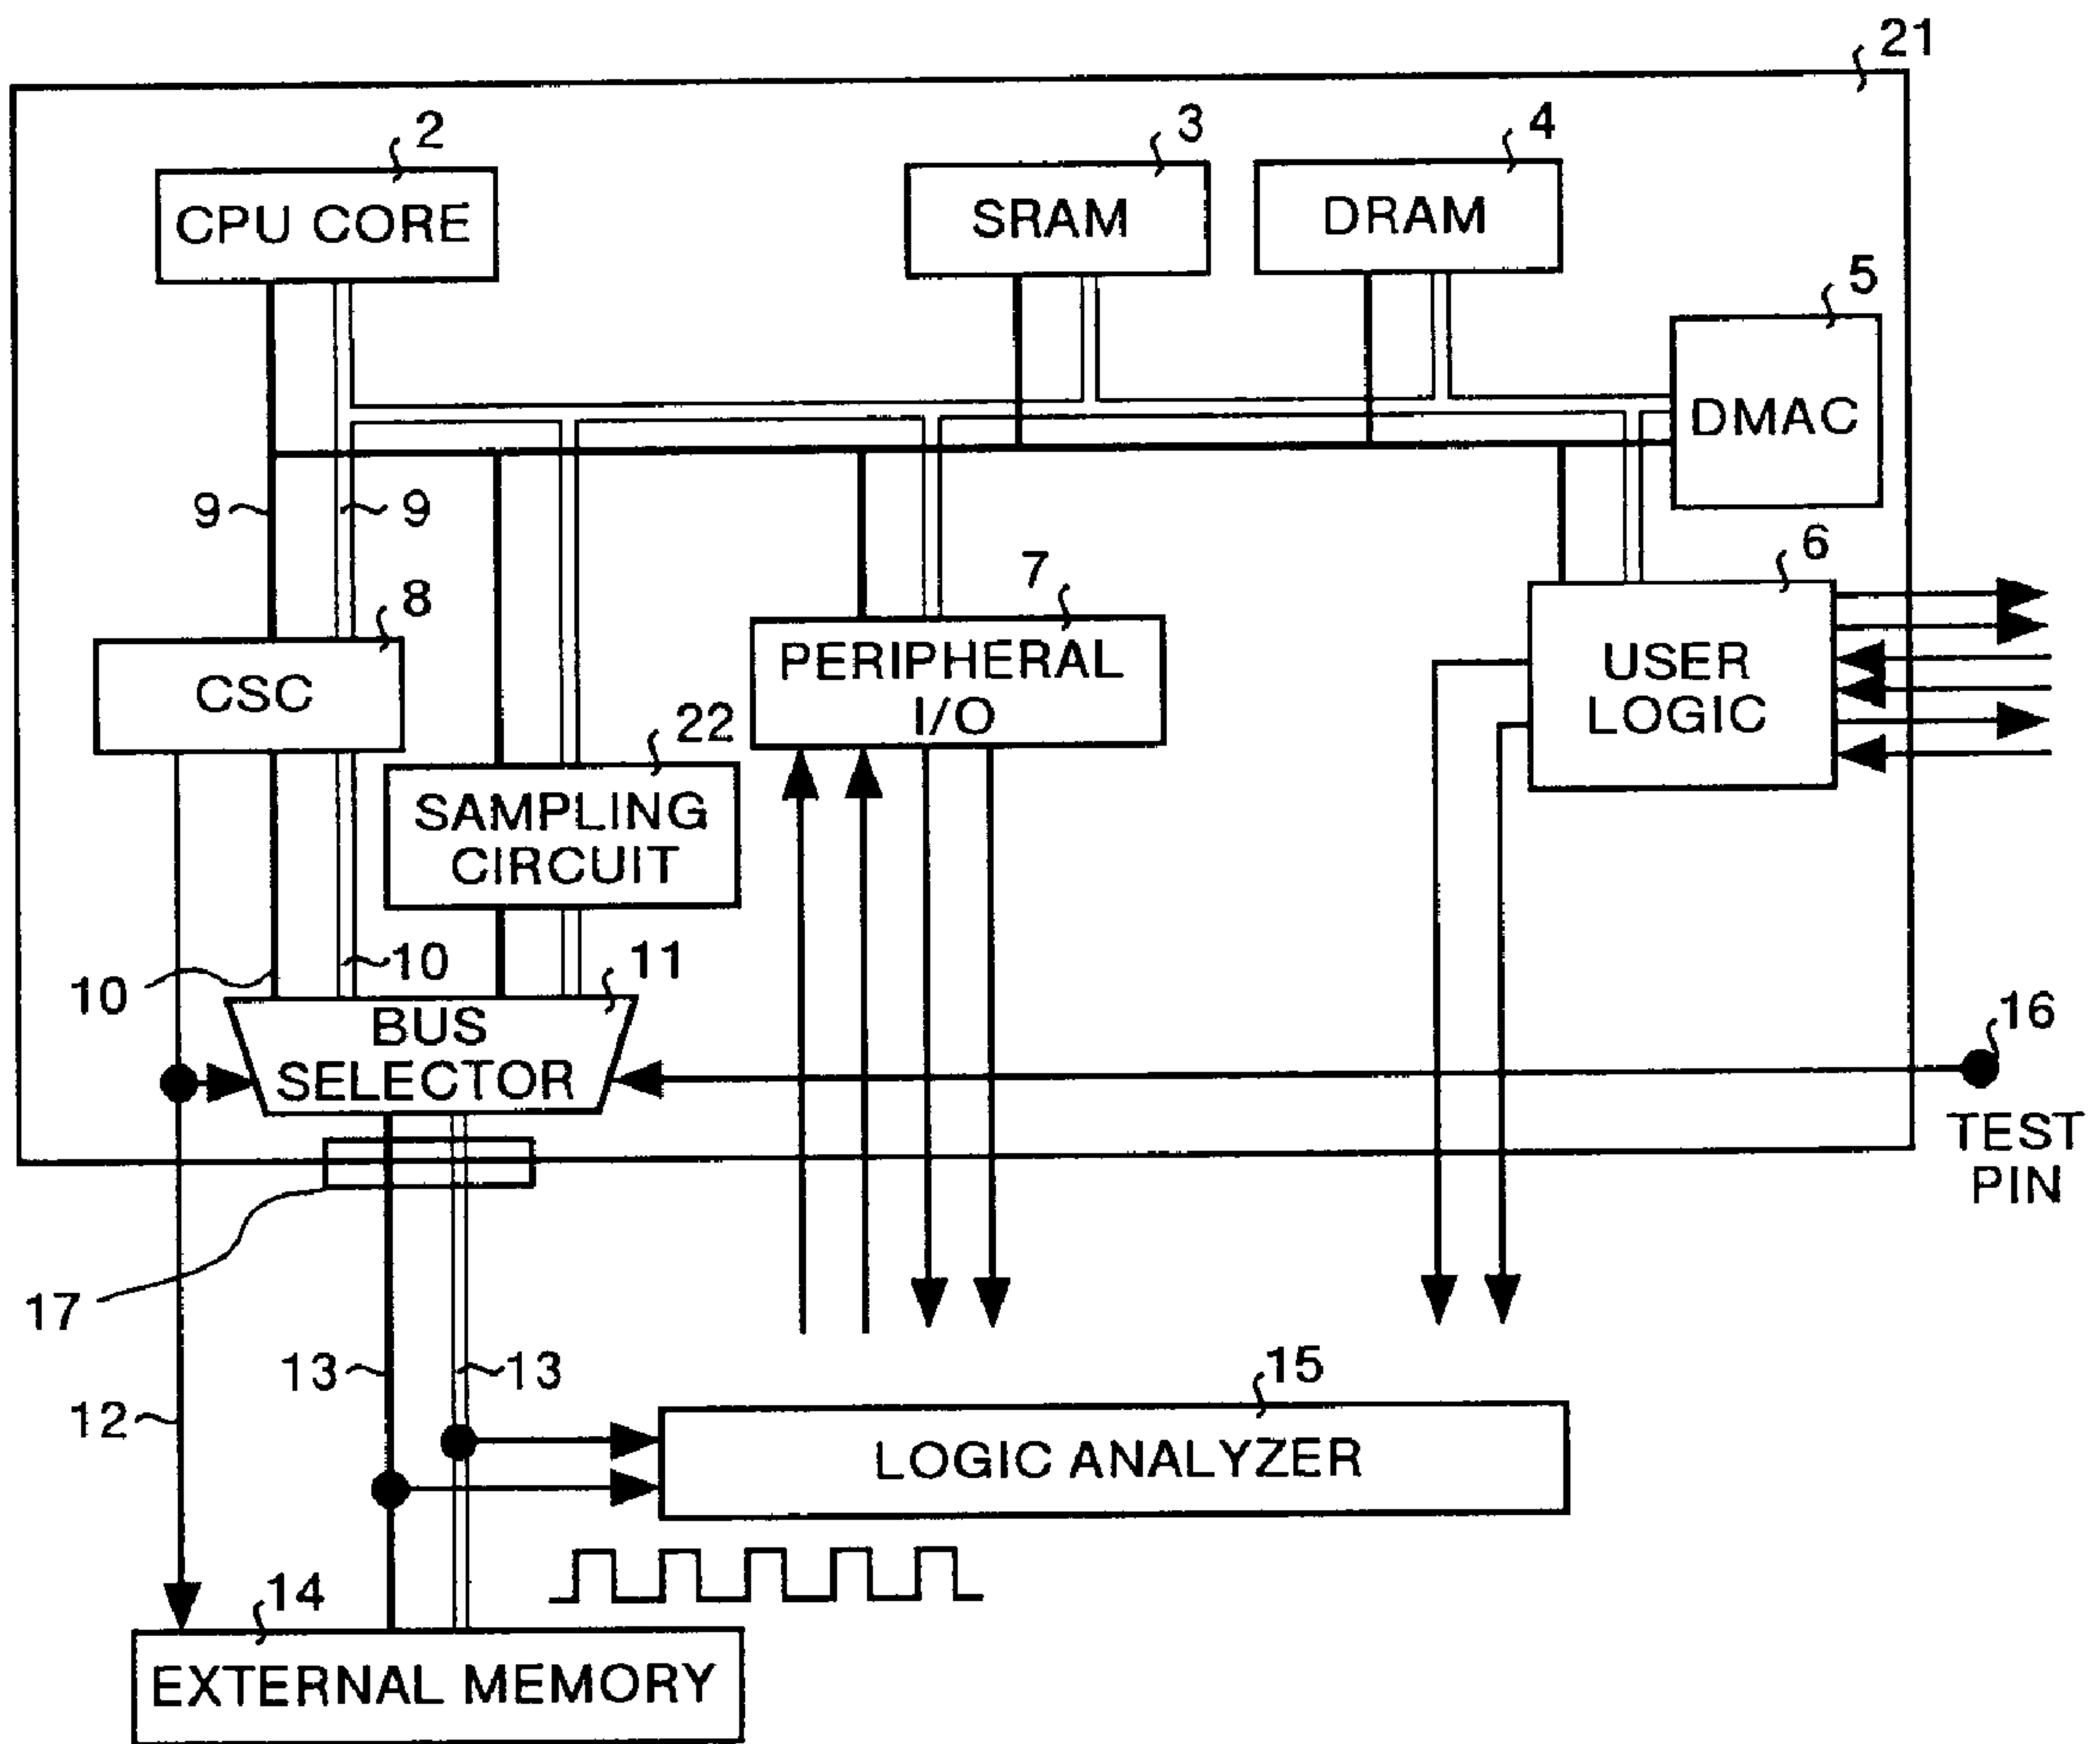 21
2
3
4
CPU CORE
SRAM
DRAM
5
DMAC
9
9
6
7
8
PERIPHERAL
I/O
USER
LOGIC
CSC
22
SAMPLING
CIRCUIT
10
10
11
BUS
SELECTOR
16
TEST
PIN
17
13
13
15
12
LOGIC ANALYZER
14
EXTERNAL MEMORY